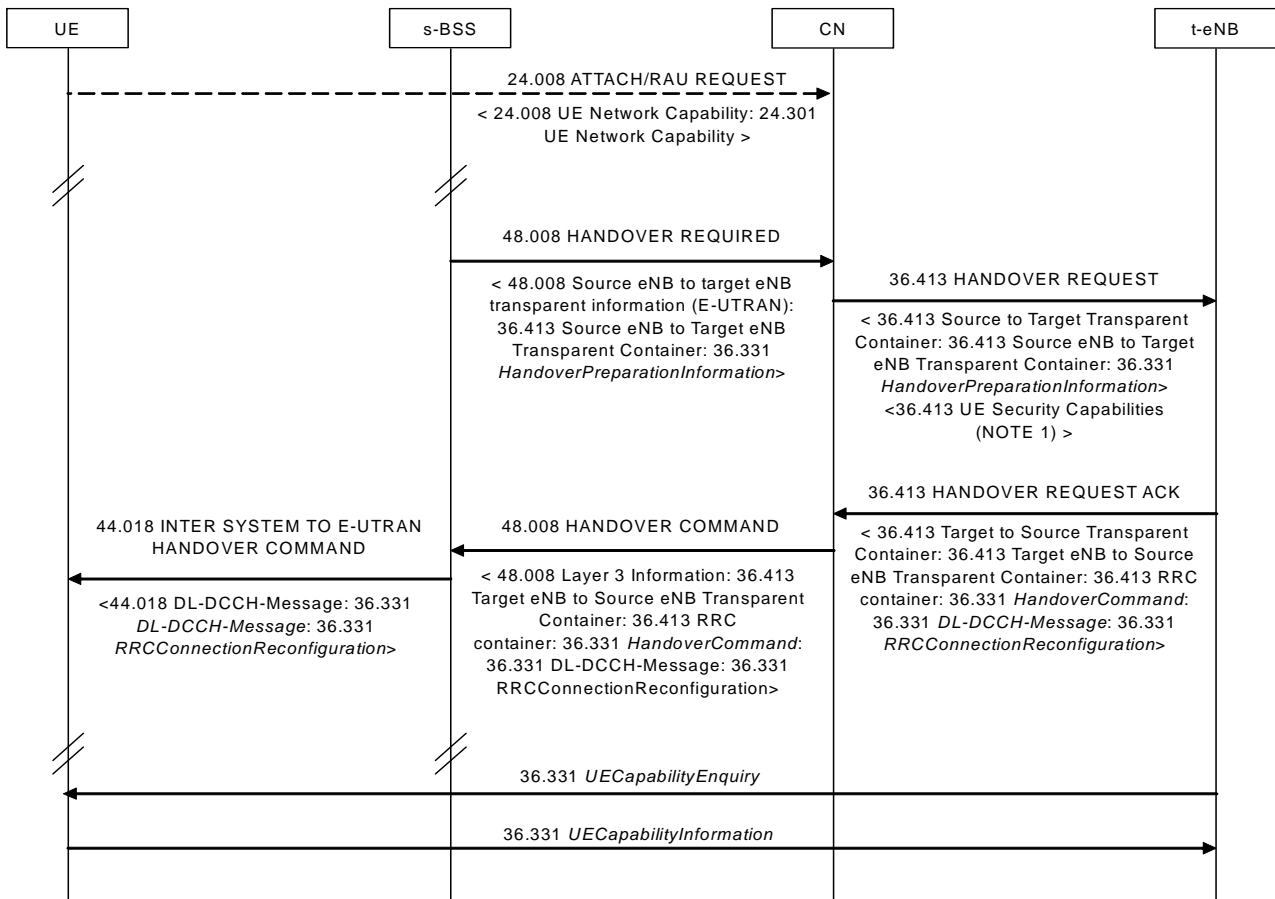 UE
s-BSS
CN
t-eNB
24.008 ATTACH/RAU REQUEST
< 24.008 UE Network Capability: 24.301
UE Network Capability >
48.008 HANDOVER REQUIRED
< 48.008 Source eNB to target eNB
transparent information (E-UTRAN):
36.413 Source eNB to Target eNB
Transparent Container: 36.331
HandoverPreparationInformation>
36.413 HANDOVER REQUEST
< 36.413 Source to Target Transparent
Container: 36.413 Source eNB to Target
eNB Transparent Container: 36.331
HandoverPreparationInformation>
<36.413 UE Security Capabilities
(NOTE 1) >
36.413 HANDOVER REQUEST ACK
< 36.413 Target to Source Transparent
Container: 36.413 Target eNB to Source
eNB Transparent Container: 36.413 RRC
container: 36.331 HandoverCommand:
36.331 DL-DCCH-Message: 36.331
RRCConnectionReconfiguration>
48.008 HANDOVER COMMAND
< 48.008 Layer 3 Information: 36.413
Target eNB to Source eNB Transparent
Container: 36.413 RRC
container: 36.331 HandoverCommand:
36.331 DL-DCCH-Message: 36.331
RRCConnectionReconfiguration>
44.018 INTER SYSTEM TO E-UTRAN
HANDOVER COMMAND
<44.018 DL-DCCH-Message: 36.331
DL-DCCH-Message: 36.331
RRCConnectionReconfiguration>
36.331 UECapabilityEnquiry
36.331 UECapabilityInformation